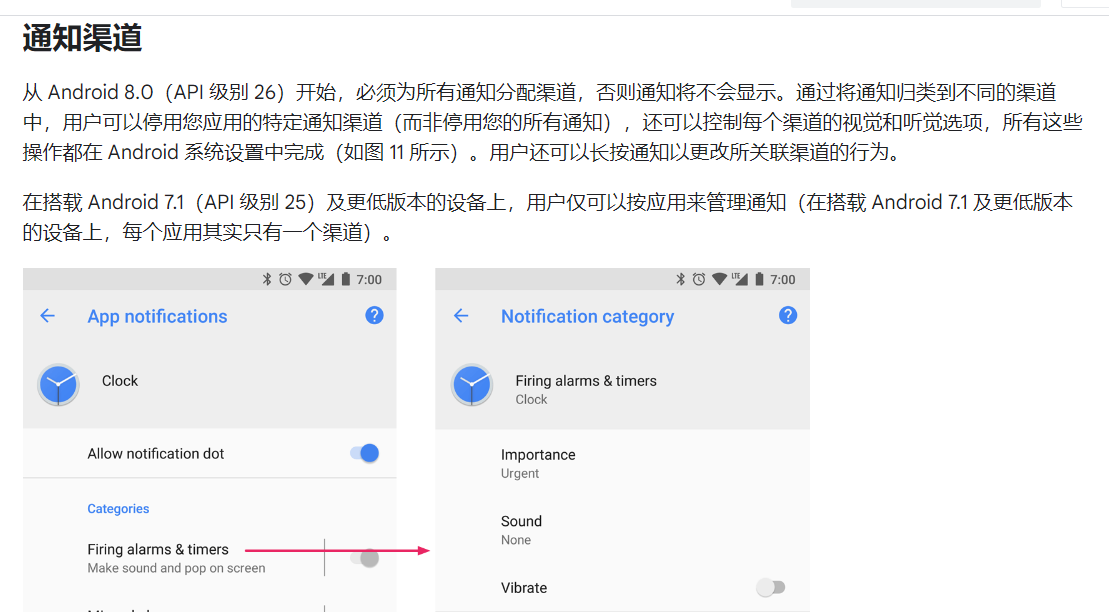 通知渠道
从 Android 8.0（API 级别 26）开始，必须为所有通知分配渠道，否则通知将不会显示。通过将通知归类到不同的渠道
中，用户可以停用您应用的特定通知渠道（而非停用您的所有通知），还可以控制每个渠道的视觉和听觉选项，所有这些
操作都在 Android 系统设置中完成（如图 11 所示）。用户还可以长按通知以更改所关联渠道的行为。
在搭载 Android 7.1（API 级别 25）及更低版本的设备上，用户仅可以按应用来管理通知（在搭载 Android 7.1 及更低版本
的设备上，每个应用其实只有一个渠道）。
LTE 7:00
App notifications
?
Clock
Allow notification dot
Categories
Firing alarms & timers
Make sound and pop on screen
LTE 7:00
Notification category
?
Firing alarms & timers
Clock
Importance
Urgent
Sound
None
Vibrate